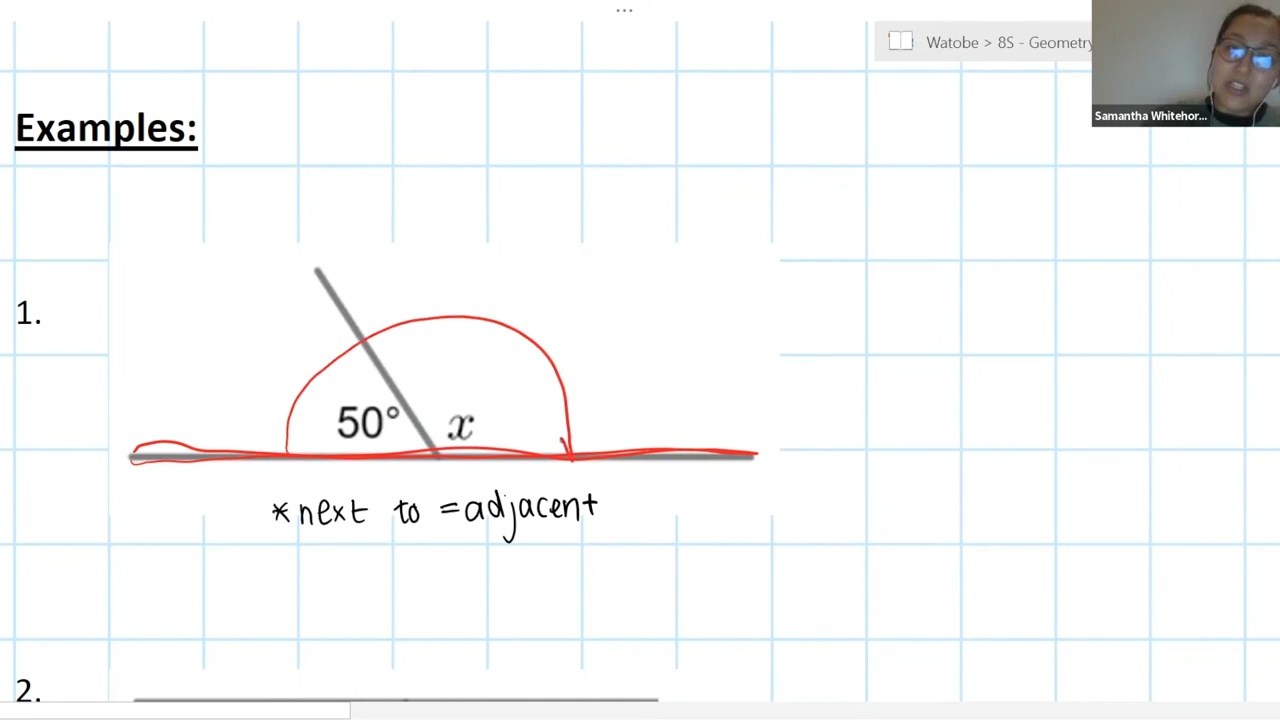 ...
Watobe > 8S - Geometry
Samantha Whitehor...
Examples:
1.
50° x
*next to = adjacent
2.